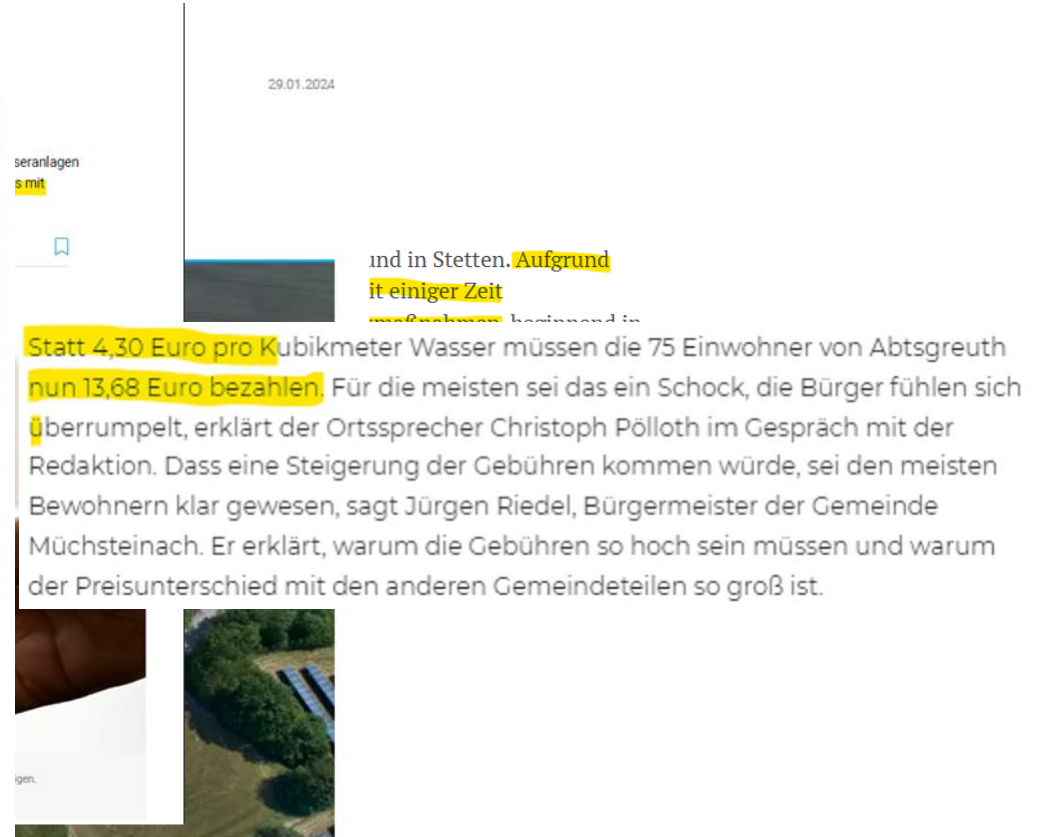 29.01.2024
seranlagen
s mit
und in Stetten. Aufgrund
it einiger Zeit
beginnend in
Statt 4,30 Euro pro Kubikmeter Wasser müssen die 75 Einwohner von Abtsgreuth
nun 13,68 Euro bezahlen. Für die meisten sei das ein Schock, die Bürger fühlen sich
überrumpelt, erklärt der Ortssprecher Christoph Pölloth im Gespräch mit der
Redaktion. Dass eine Steigerung der Gebühren kommen würde, sei den meisten
Bewohnern klar gewesen, sagt Jürgen Riedel, Bürgermeister der Gemeinde
Müchsteinach. Er erklärt, warum die Gebühren so hoch sein müssen und warum
der Preisunterschied mit den anderen Gemeindeteilen so groß ist.
igen.